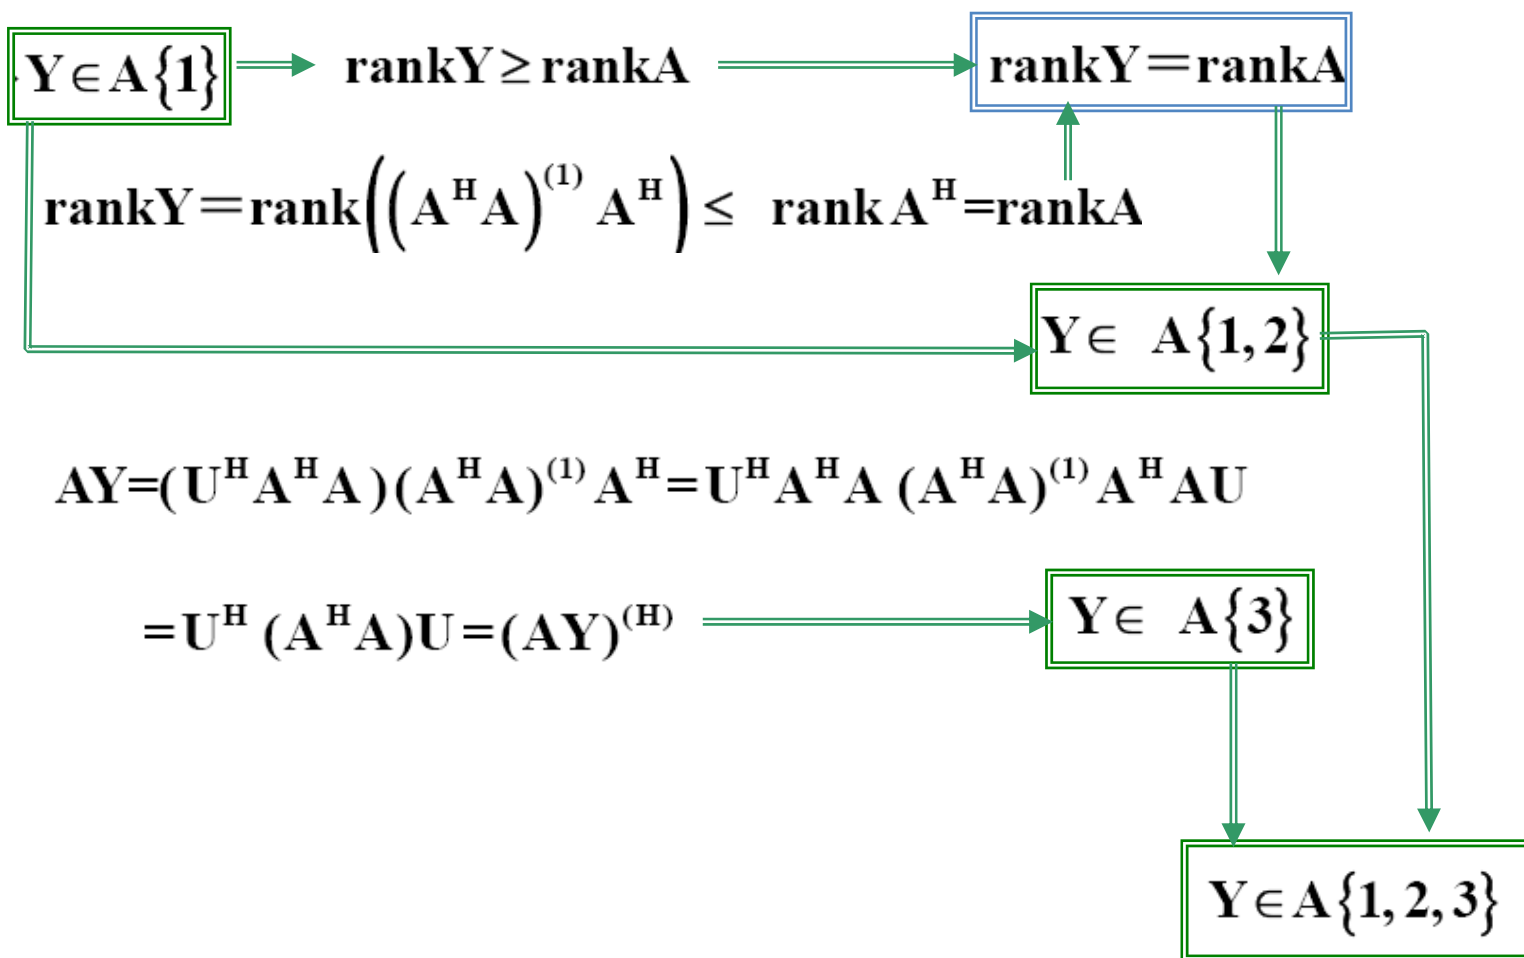 Y∈A{1} rankY≥rankA rankY=rankA
rankY=rank((A^H A)^(1) A^H)≤ rank A^H=rankA
Y∈ A{1,2}
AY=(U^H A^H A)(A^H A)^(1) A^H=U^H A^H A (A^H A)^(1) A^H AU
=U^H (A^H A)U=(AY)^(H) Y∈ A{3}
Y∈A{1,2,3}